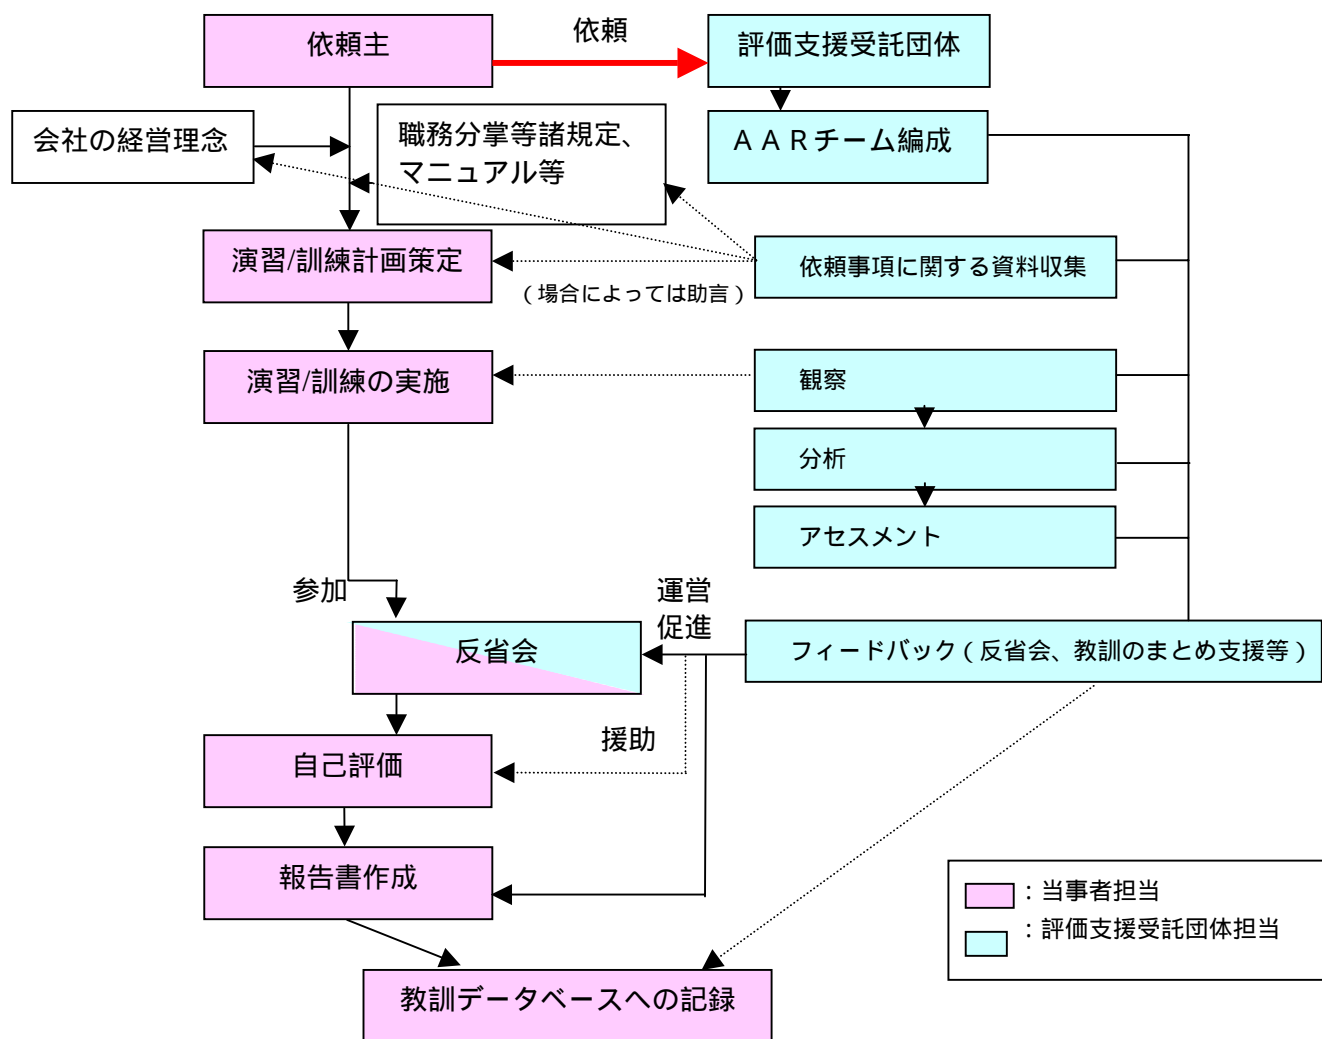 依頼主
依頼
評価支援受託団体
会社の経営理念
職務分掌等諸規定、
マニュアル等
ＡＡＲチーム編成
演習/訓練計画策定
依頼事項に関する資料収集
（場合によっては助言）
演習/訓練の実施
観察
分析
アセスメント
参加
運営
促進
反省会
フィードバック（反省会、教訓のまとめ支援等）
援助
自己評価
報告書作成
：当事者担当
：評価支援受託団体担当
教訓データベースへの記録